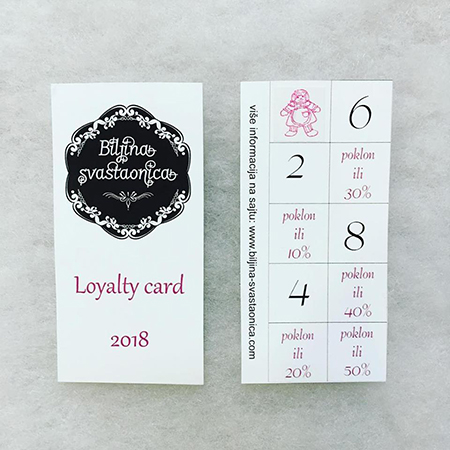 Biljina
svaštaonica
Loyalty card
2018
više informacija na sajtu: www.biljina-svastaonica.com
6
2
poklon
ili
30%
poklon
ili
10%
8
4
poklon
ili
40%
poklon
ili
20%
poklon
ili
50%